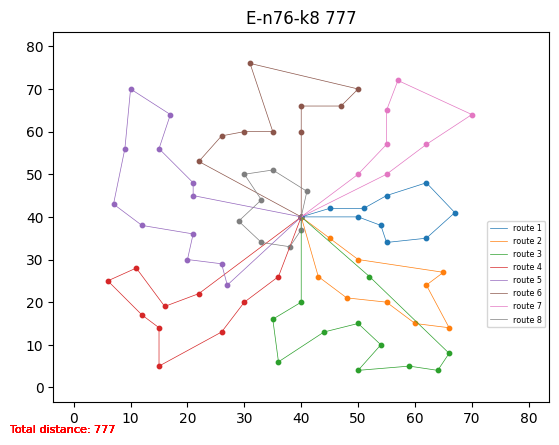 E-n76-k8 777
80
70
60
50
40
30
20
10
0
route 1
route 2
route 3
route 4
route 5
route 6
route 7
route 8
0 10 20 30 40 50 60 70 80
Total distance: 777